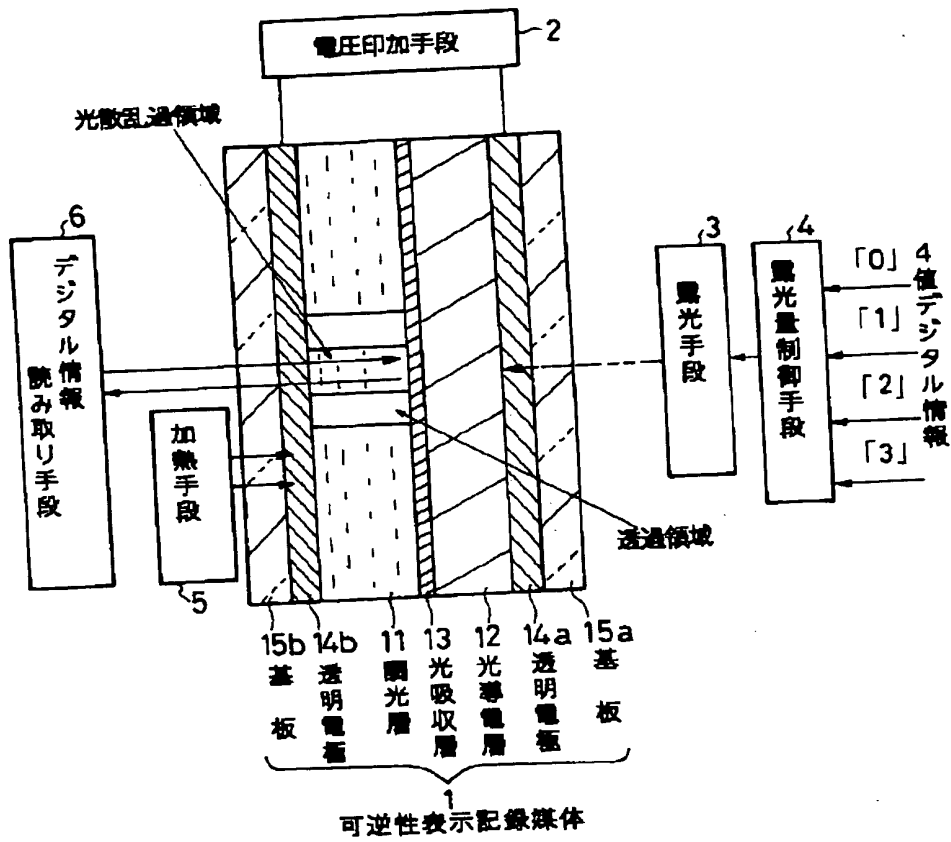 電圧印加手段
2
光散乱過領域
6
デジタル情報
読み取り手段
加熱手段
5
3
露光手段
4
露光量制御手段
「0」
「1」
「2」
「3」
4値デジタル情報
透過領域
15b
基板
14b
透明電極
11
調光層
13
光吸収層
12
光導電層
14a
透明電極
15a
基板
1
可逆性表示記録媒体